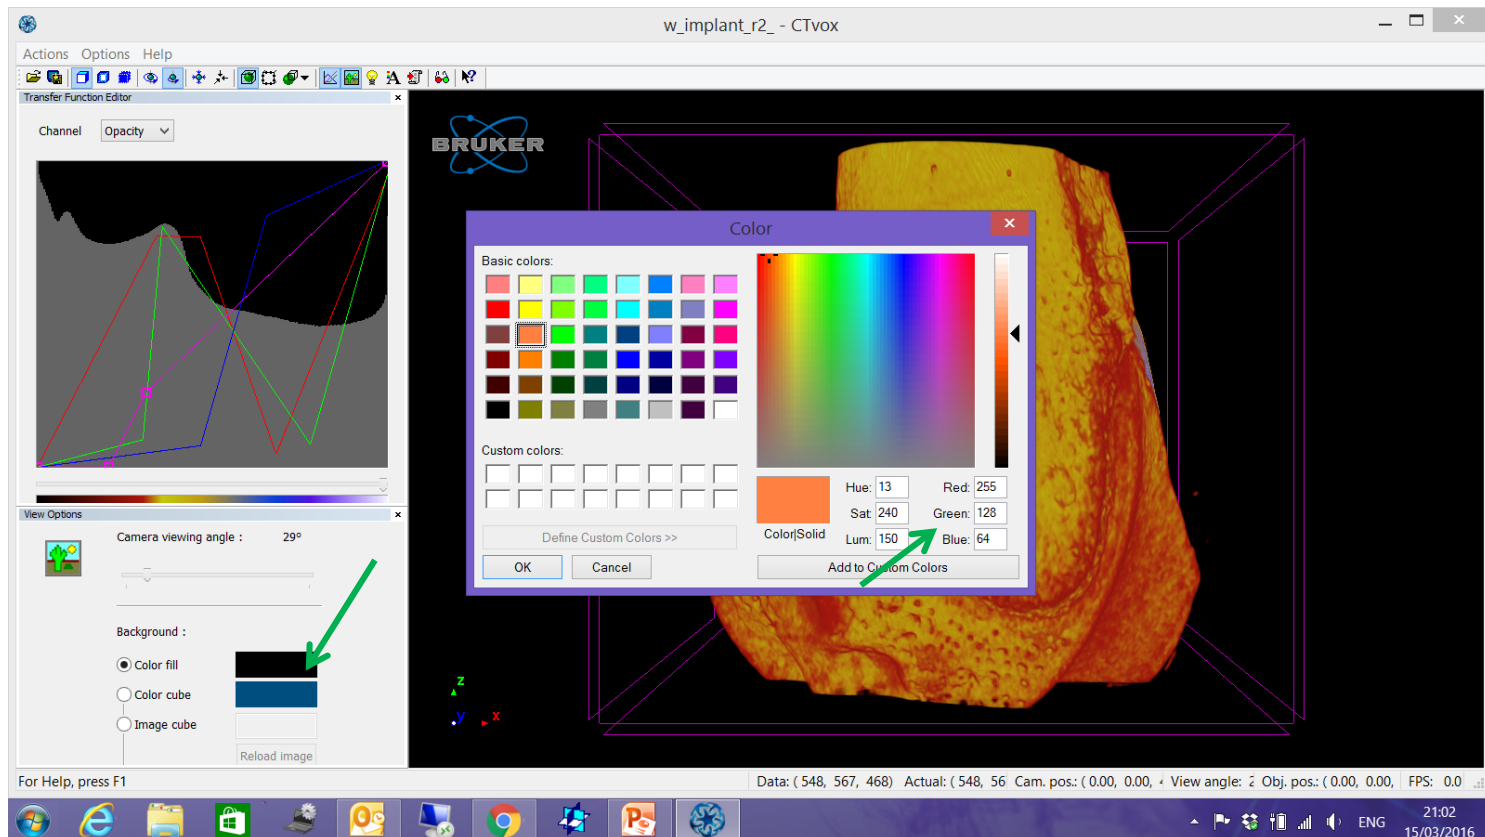 w_implant_r2_ - CTvox
Actions Options Help
Transfer Function Editor
Channel Opacity
BRUKER
Color
Basic colors:
Custom colors:
Define Custom Colors >>
OK Cancel
Color|Solid
Hue: 13 Red: 255
Sat: 240 Green: 128
Lum: 150 Blue: 64
Add to Custom Colors
View Options
Camera viewing angle : 29º
Background :
Color fill
Color cube
Image cube
Reload image
z
y x
For Help, press F1 Data: ( 548, 567, 468) Actual: ( 548, 56 Cam. pos.: ( 0.00, 0.00, View angle: 2 Obj. pos.: ( 0.00, 0.00, FPS: 0.0
ENG 21:02
15/03/2016